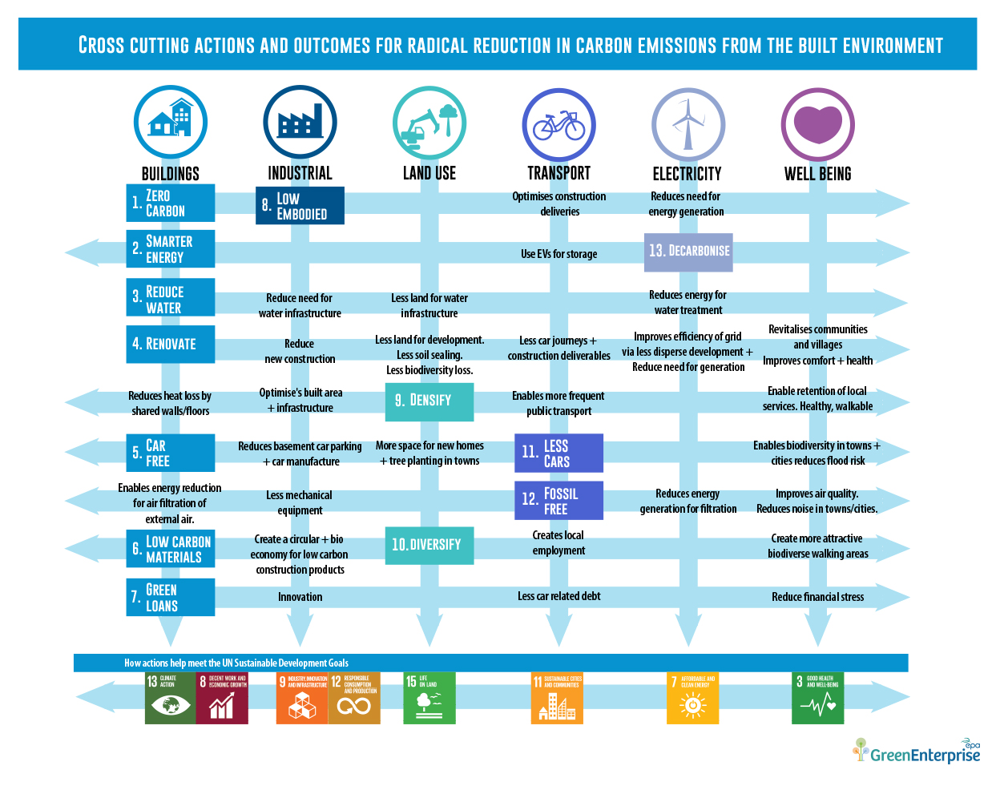 CROSS CUTTING ACTIONS AND OUTCOMES FOR RADICAL REDUCTION IN CARBON EMISSIONS FROM THE BUILT ENVIRONMENT
BUILDINGS
INDUSTRIAL
LAND USE
TRANSPORT
ELECTRICITY
WELL BEING
1. ZERO
CARBON
8. LOW
EMBODIED
Optimises construction
deliveries
Reduces need for
energy generation
2. SMARTER
ENERGY
Use EVs for storage
13. DECARBONISE
3. REDUCE
WATER
Reduce need for
water infrastructure
Less land for water
infrastructure
Reduces energy for
water treatment
4. RENOVATE
Reduce
new construction
Less land for development.
Less soil sealing.
Less biodiversity loss.
Less car journeys +
construction deliverables
Improves efficiency of grid
via less disperse development +
Reduce need for generation
Revitalises communities
and villages
Improves comfort + health
Reduces heat loss by
shared walls/floors
Optimise's built area
+ infrastructure
9. DENSIFY
Enables more frequent
public transport
Enable retention of local
services. Healthy, walkable
5. CAR
FREE
Reduces basement car parking
+ car manufacture
More space for new homes
+ tree planting in towns
11. LESS
CARS
Enables biodiversity in towns +
cities reduces flood risk
Enables energy reduction
for air filtration of
external air.
Less mechanical
equipment
12. FOSSIL
FREE
Reduces energy
generation for filtration
Improves air quality.
Reduces noise in towns/cities.
6. LOW CARBON
MATERIALS
Create a circular + bio
economy for low carbon
construction products
10. DIVERSIFY
Creates local
employment
Create more attractive
biodiverse walking areas
7. GREEN
LOANS
Innovation
Less car related debt
Reduce financial stress
How actions help meet the UN Sustainable Development Goals
13 CLIMATE
ACTION
8 DECENT WORK AND
ECONOMIC GROWTH
9 INDUSTRY, INNOVATION
AND INFRASTRUCTURE
12 RESPONSIBLE
CONSUMPTION
AND PRODUCTION
15 LIFE
ON LAND
11 SUSTAINABLE CITIES
AND COMMUNITIES
7 AFFORDABLE AND
CLEAN ENERGY
3 GOOD HEALTH
AND WELL-BEING
epa
GreenEnterprise